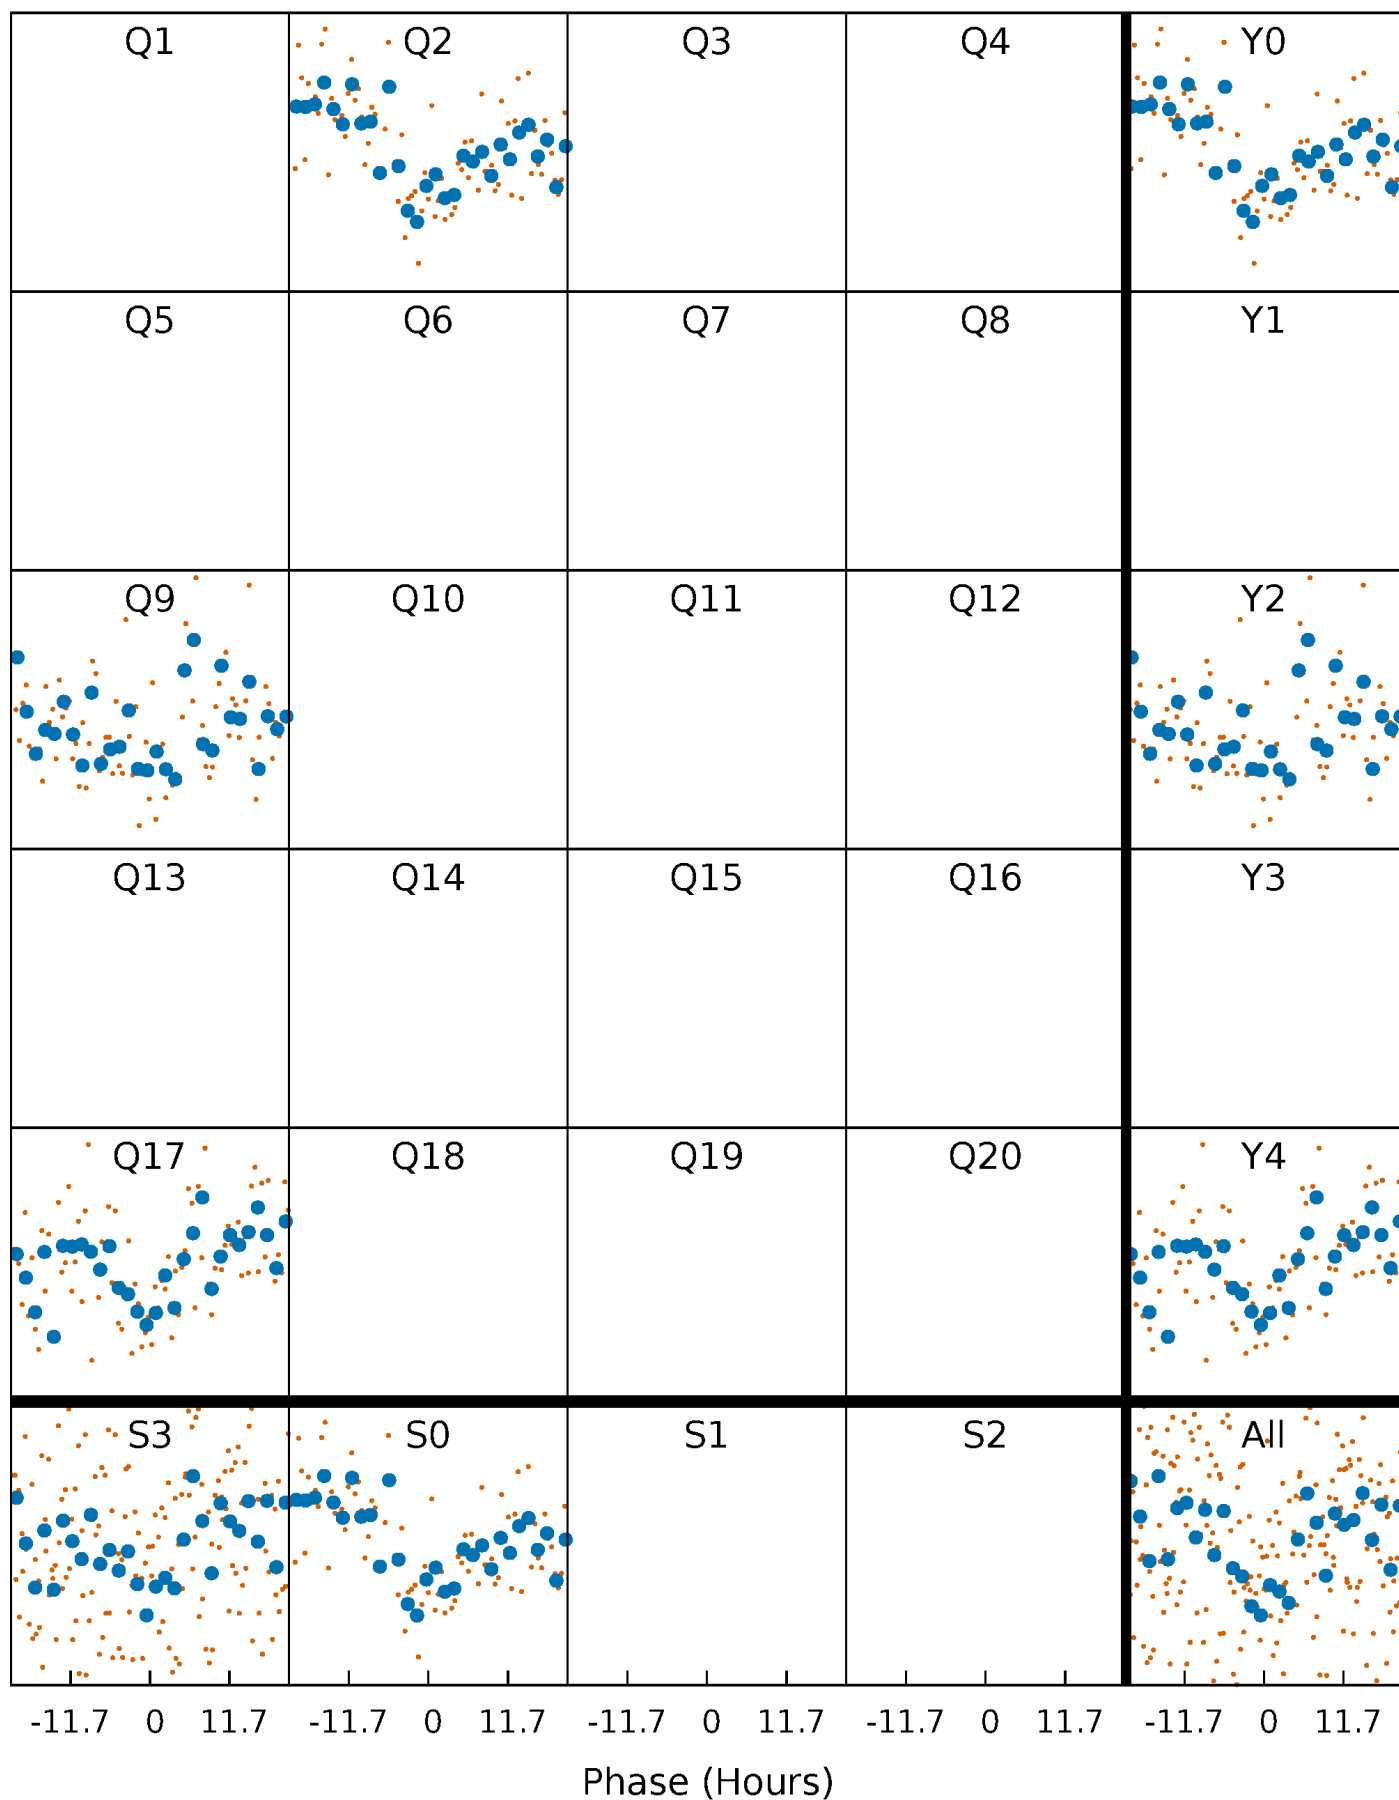 Q1 Q2 Q3 Q4 Y0
Q5 Q6 Q7 Q8 Y1
Q9 Q10 Q11 Q12 Y2
Q13 Q14 Q15 Q16 Y3
Q17 Q18 Q19 Q20 Y4
S3 S0 S1 S2 All
-11.7 0 11.7 -11.7 0 11.7 -11.7 0 11.7 -11.7 0 11.7 -11.7 0 11.7
Phase (Hours)